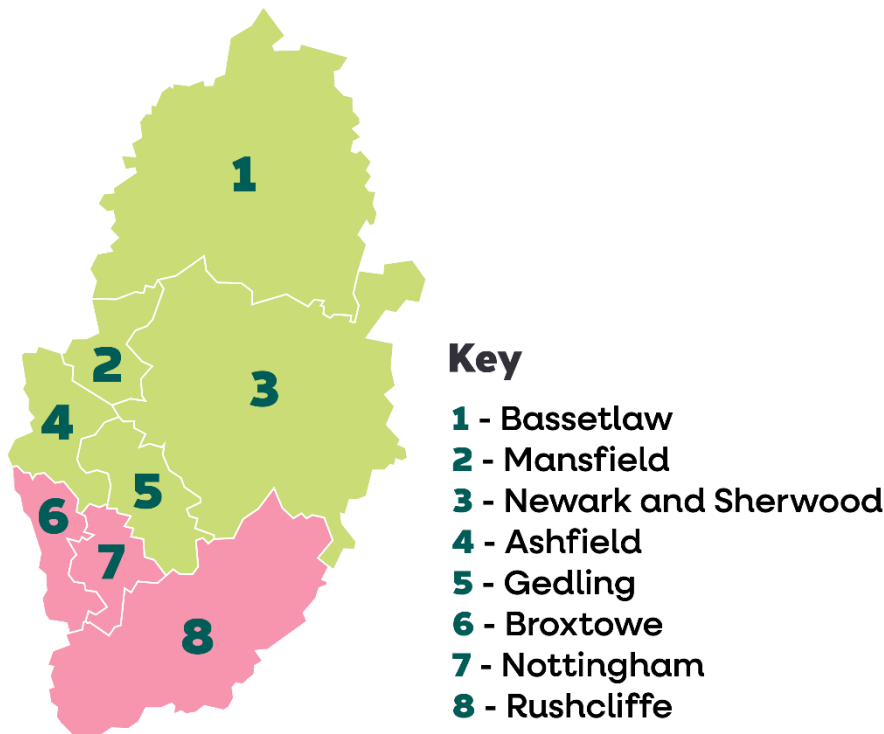 1
2
3
4
5
6
7
8
Key
1 - Bassetlaw
2 - Mansfield
3 - Newark and Sherwood
4 - Ashfield
5 - Gedling
6 - Broxtowe
7 - Nottingham
8 - Rushcliffe